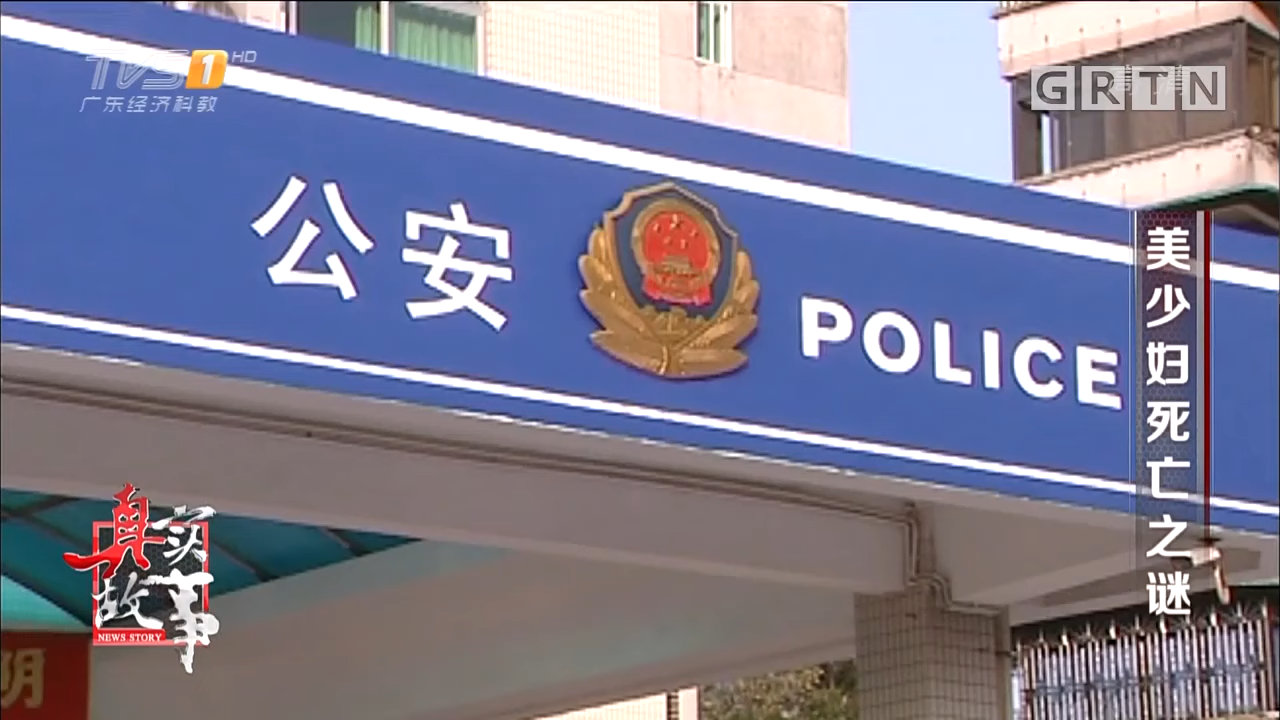 TVS1 HD
广东经济科教
GRTN
公安 POLICE
美少妇死亡之谜
真实故事
NEWS STORY
阴